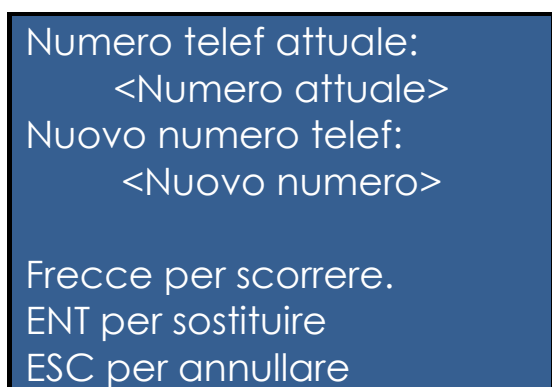 Numero telef attuale:
<Numero attuale>
Nuovo numero telef:
<Nuovo numero>
Frecce per scorrere.
ENT per sostituire
ESC per annullare